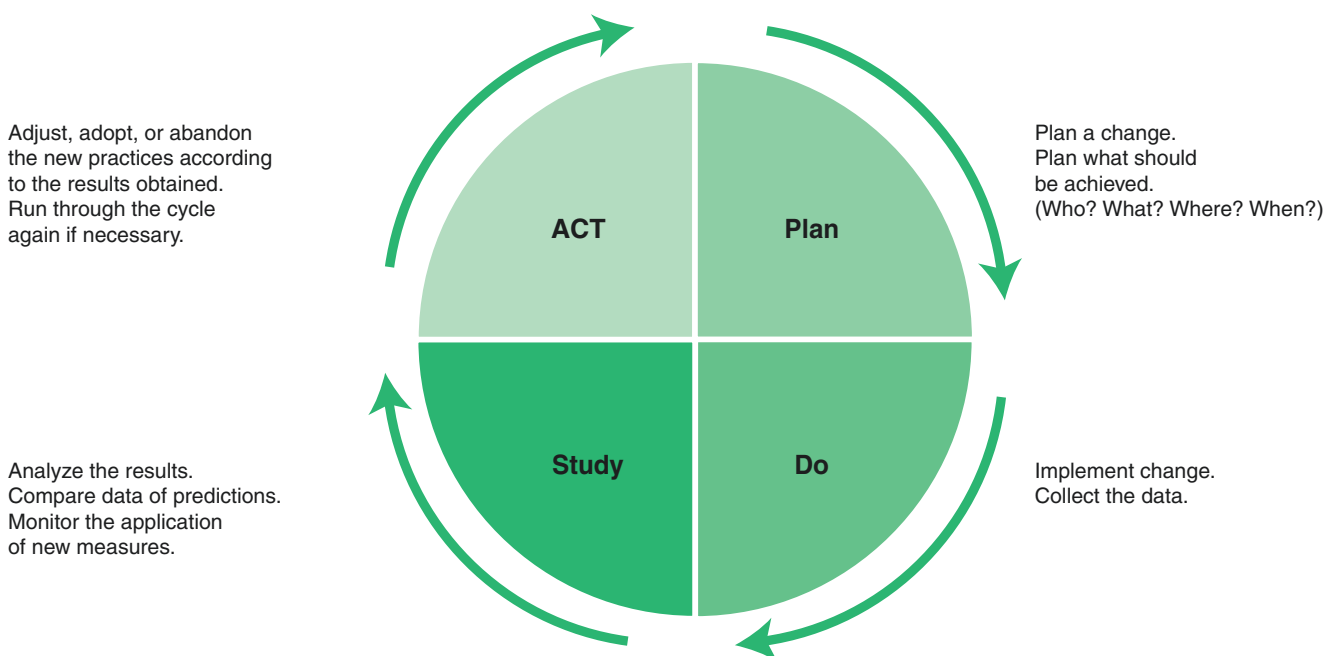 Adjust, adopt, or abandon
the new practices according
to the results obtained.
Run through the cycle
again if necessary.
ACT
Plan
Plan a change.
Plan what should
be achieved.
(Who? What? Where? When?)
Analyze the results.
Compare data of predictions.
Monitor the application
of new measures.
Study
Do
Implement change.
Collect the data.